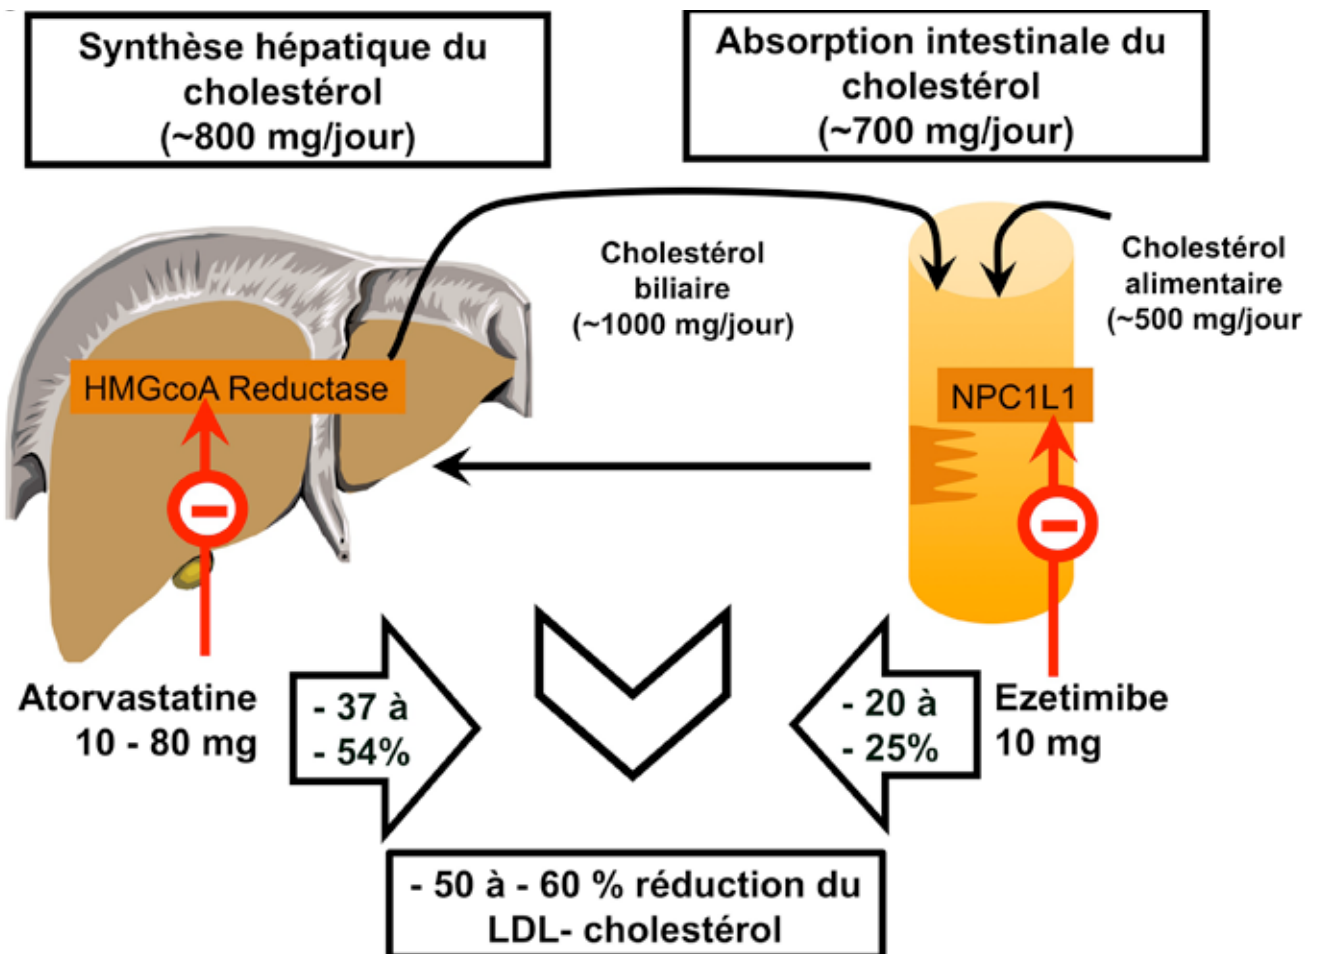 Synthèse hépatique du
cholestérol
(~800 mg/jour)
Absorption intestinale du
cholestérol
(~700 mg/jour)
Cholestérol
biliaire
(~1000 mg/jour)
Cholestérol
alimentaire
(~500 mg/jour
HMGcoA Reductase
NPC1L1
Atorvastatine
10 - 80 mg
- 37 à
- 54%
- 20 à
- 25%
Ezetimibe
10 mg
- 50 à - 60 % réduction du
LDL- cholestérol